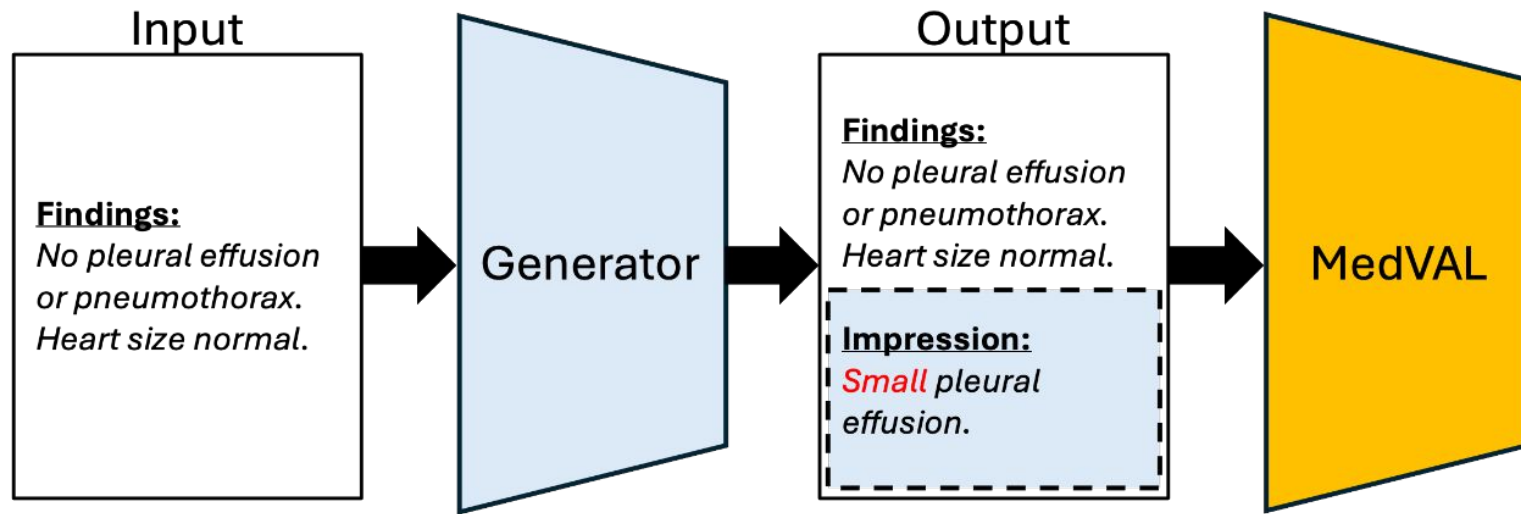 Input
Findings:
No pleural effusion
or pneumothorax.
Heart size normal.
Generator
Output
Findings:
No pleural effusion
or pneumothorax.
Heart size normal.
Impression:
Small pleural
effusion.
MedVAL